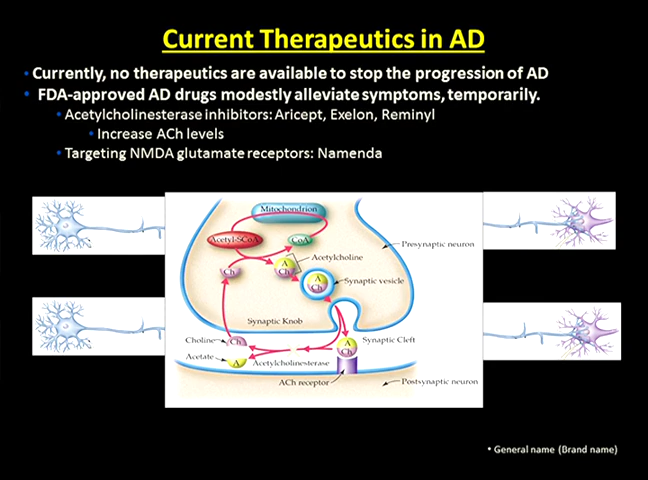 Current Therapeutics in AD
• Currently, no therapeutics are available to stop the progression of AD
• FDA-approved AD drugs modestly alleviate symptoms, temporarily.
• Acetylcholinesterase inhibitors: Aricept, Exelon, Reminyl
• Increase ACh levels
• Targeting NMDA glutamate receptors: Namenda
Mitochondrion
Acetyl-SCoA
CoA
Presynaptic neuron
Acetylcholine
A
Ch
Ch
Synaptic vesicle
A
Ch
Synaptic Knob
Choline
Ch
Synaptic Cleft
A
Ch
Acetate
A
Acetylcholinesterase
ACh receptor
Postsynaptic neuron
• General name (Brand name)